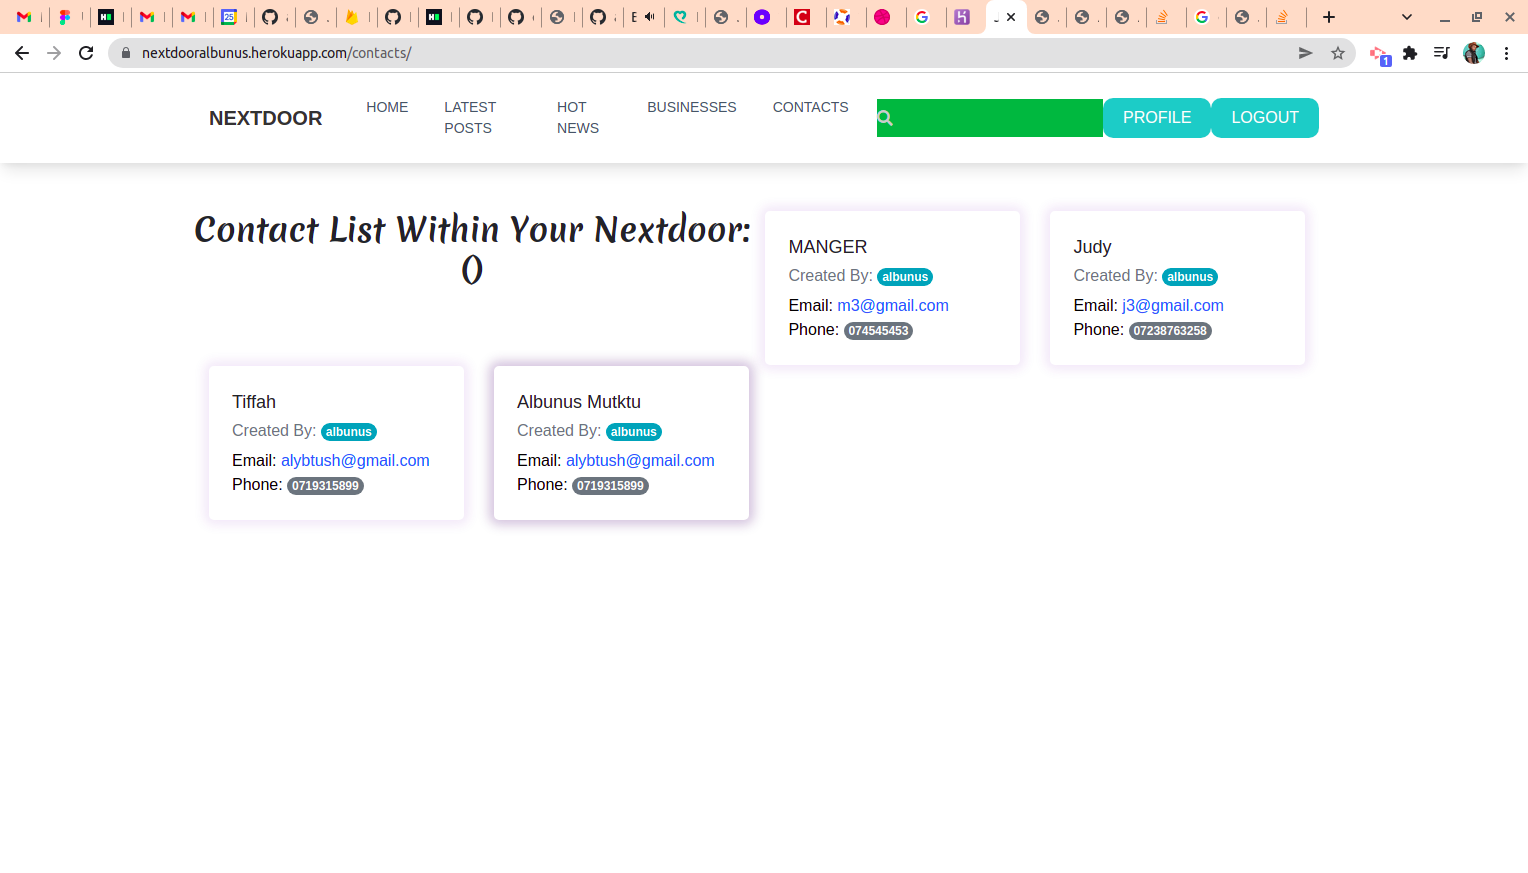 nextdooralbunus.herokuapp.com/contacts/
1
NEXTDOOR
HOME
LATEST
POSTS
HOT
NEWS
BUSINESSES
CONTACTS
PROFILE
LOGOUT
Contact List Within Your Nextdoor:
()
MANGER
Created By: albunus
Email: m3@gmail.com
Phone: 074545453
Judy
Created By: albunus
Email: j3@gmail.com
Phone: 07238763258
Tiffah
Created By: albunus
Email: alybtush@gmail.com
Phone: 0719315899
Albunus Mutktu
Created By: albunus
Email: alybtush@gmail.com
Phone: 0719315899